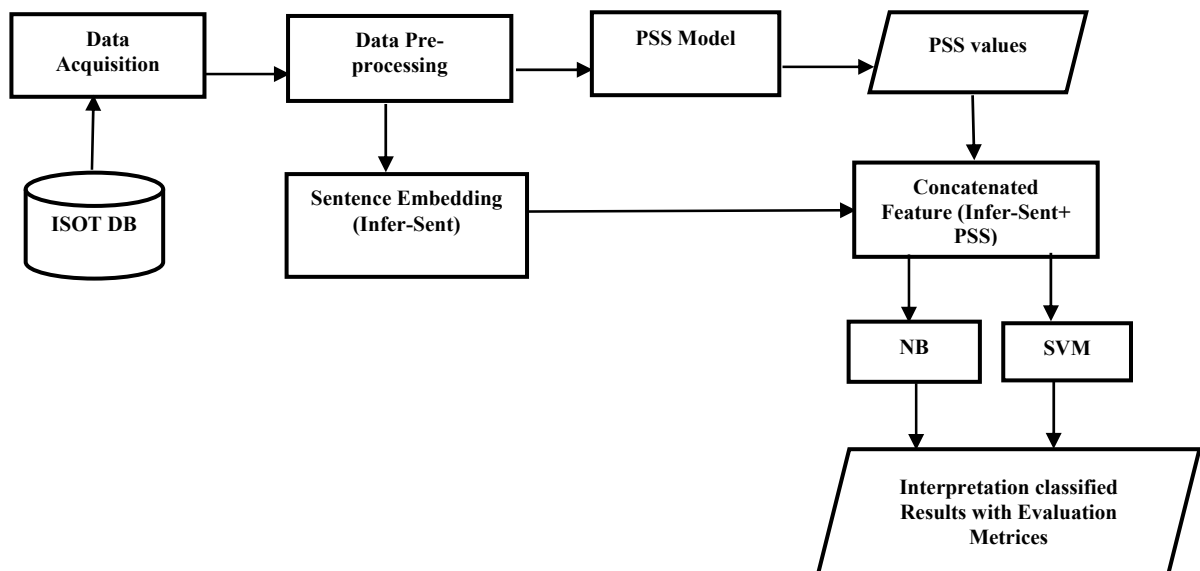 Data
Acquisition
Data Pre-
processing
PSS Model
PSS values
ISOT DB
Sentence Embedding
(Infer-Sent)
Concatenated
Feature (Infer-Sent+
PSS)
NB
SVM
Interpretation classified
Results with Evaluation
Metrices